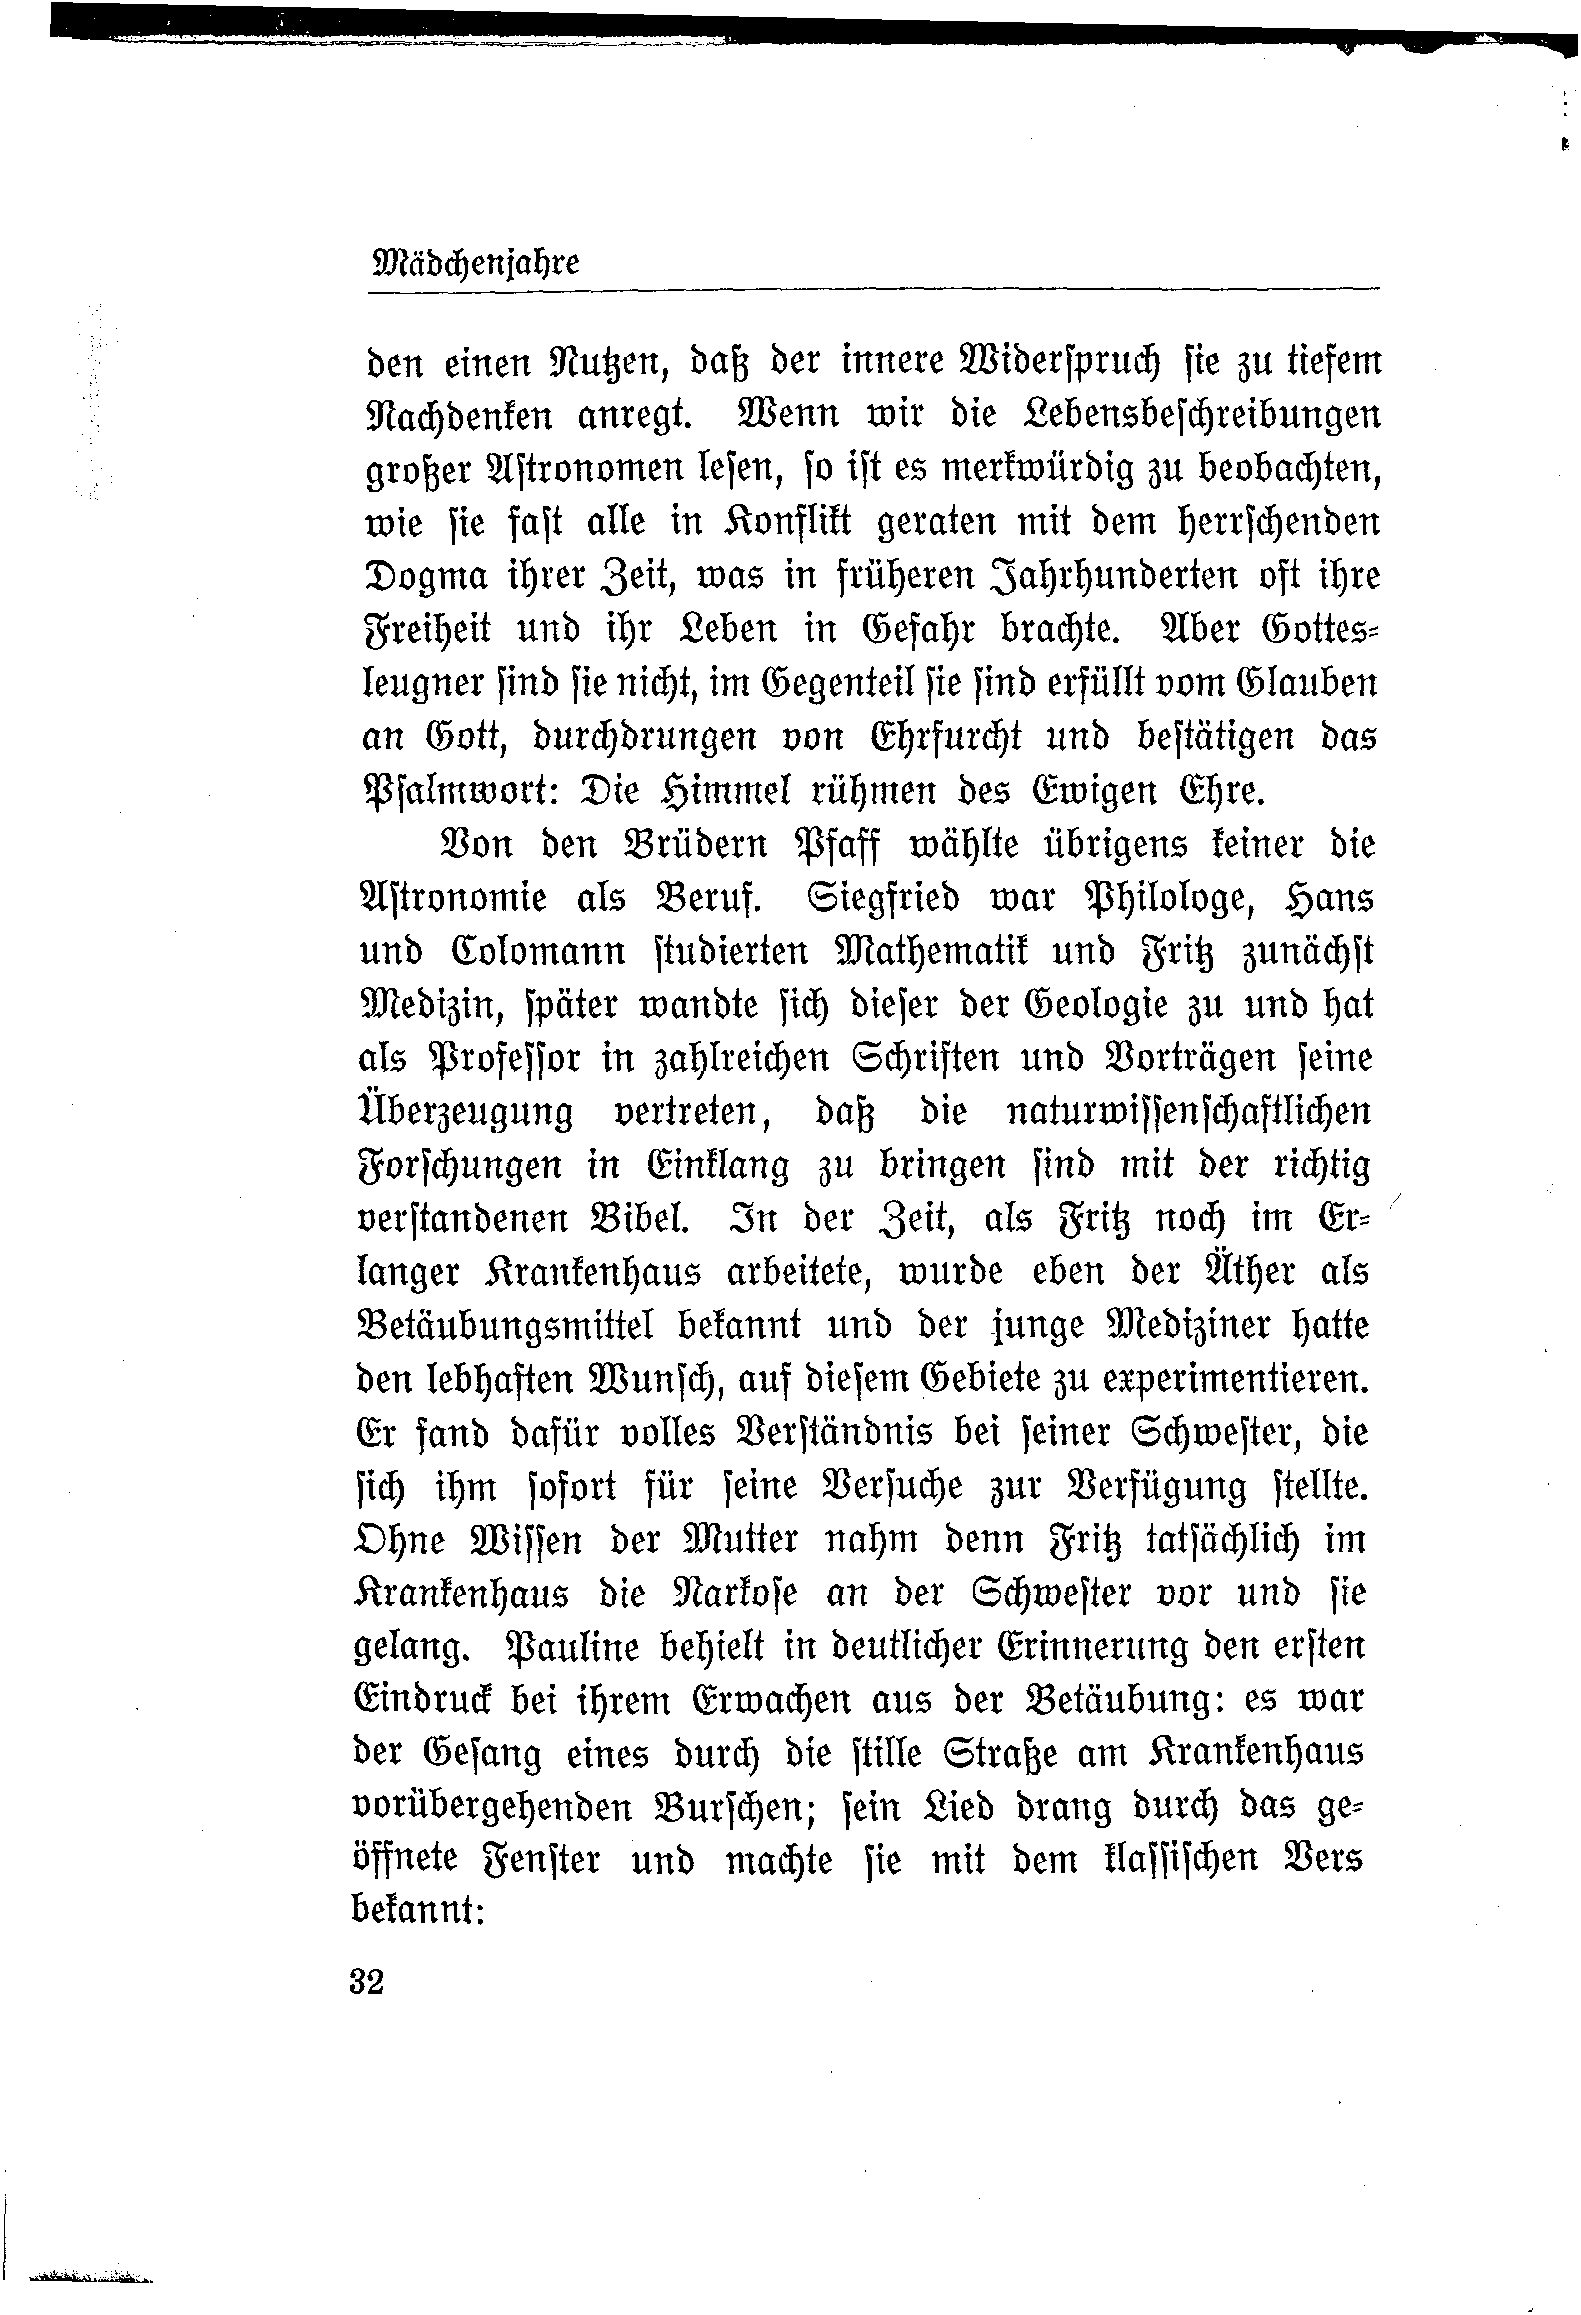 Mädchenjahre
den einen Nutzen, daß der innere Widerspruch sie zu tiefem
Nachdenken anregt. Wenn wir die Lebensbeschreibungen
großer Astronomen lesen, so ist es merkwürdig zu beobachten,
wie sie fast alle in Konflikt geraten mit dem herrschenden
Dogma ihrer Zeit, was in früheren Jahrhunderten oft ihre
Freiheit und ihr Leben in Gefahr brachte. Aber Gottes-
leugner sind sie nicht, im Gegenteil sie sind erfüllt vom Glauben
an Gott, durchdrungen von Ehrfurcht und bestätigen das
Psalmwort: Die Himmel rühmen des Ewigen Ehre.
Von den Brüdern Pfaff wählte übrigens keiner die
Astronomie als Beruf. Siegfried war Philologe, Hans
und Colomann studierten Mathematik und Fritz zunächst
Medizin, später wandte sich dieser der Geologie zu und hat
als Professor in zahlreichen Schriften und Vorträgen seine
Überzeugung vertreten, daß die naturwissenschaftlichen
Forschungen in Einklang zu bringen sind mit der richtig
verstandenen Bibel. In der Zeit, als Fritz noch im Er-
langer Krankenhaus arbeitete, wurde eben der Äther als
Betäubungsmittel bekannt und der junge Mediziner hatte
den lebhaften Wunsch, auf diesem Gebiete zu experimentieren.
Er fand dafür volles Verständnis bei seiner Schwester, die
sich ihm sofort für seine Versuche zur Verfügung stellte.
Ohne Wissen der Mutter nahm denn Fritz tatsächlich im
Krankenhaus die Narkose an der Schwester vor und sie
gelang. Pauline behielt in deutlicher Erinnerung den ersten
Eindruck bei ihrem Erwachen aus der Betäubung: es war
der Gesang eines durch die stille Straße am Krankenhaus
vorübergehenden Burschen; sein Lied drang durch das ge-
öffnete Fenster und machte sie mit dem klassischen Vers
bekannt:
32